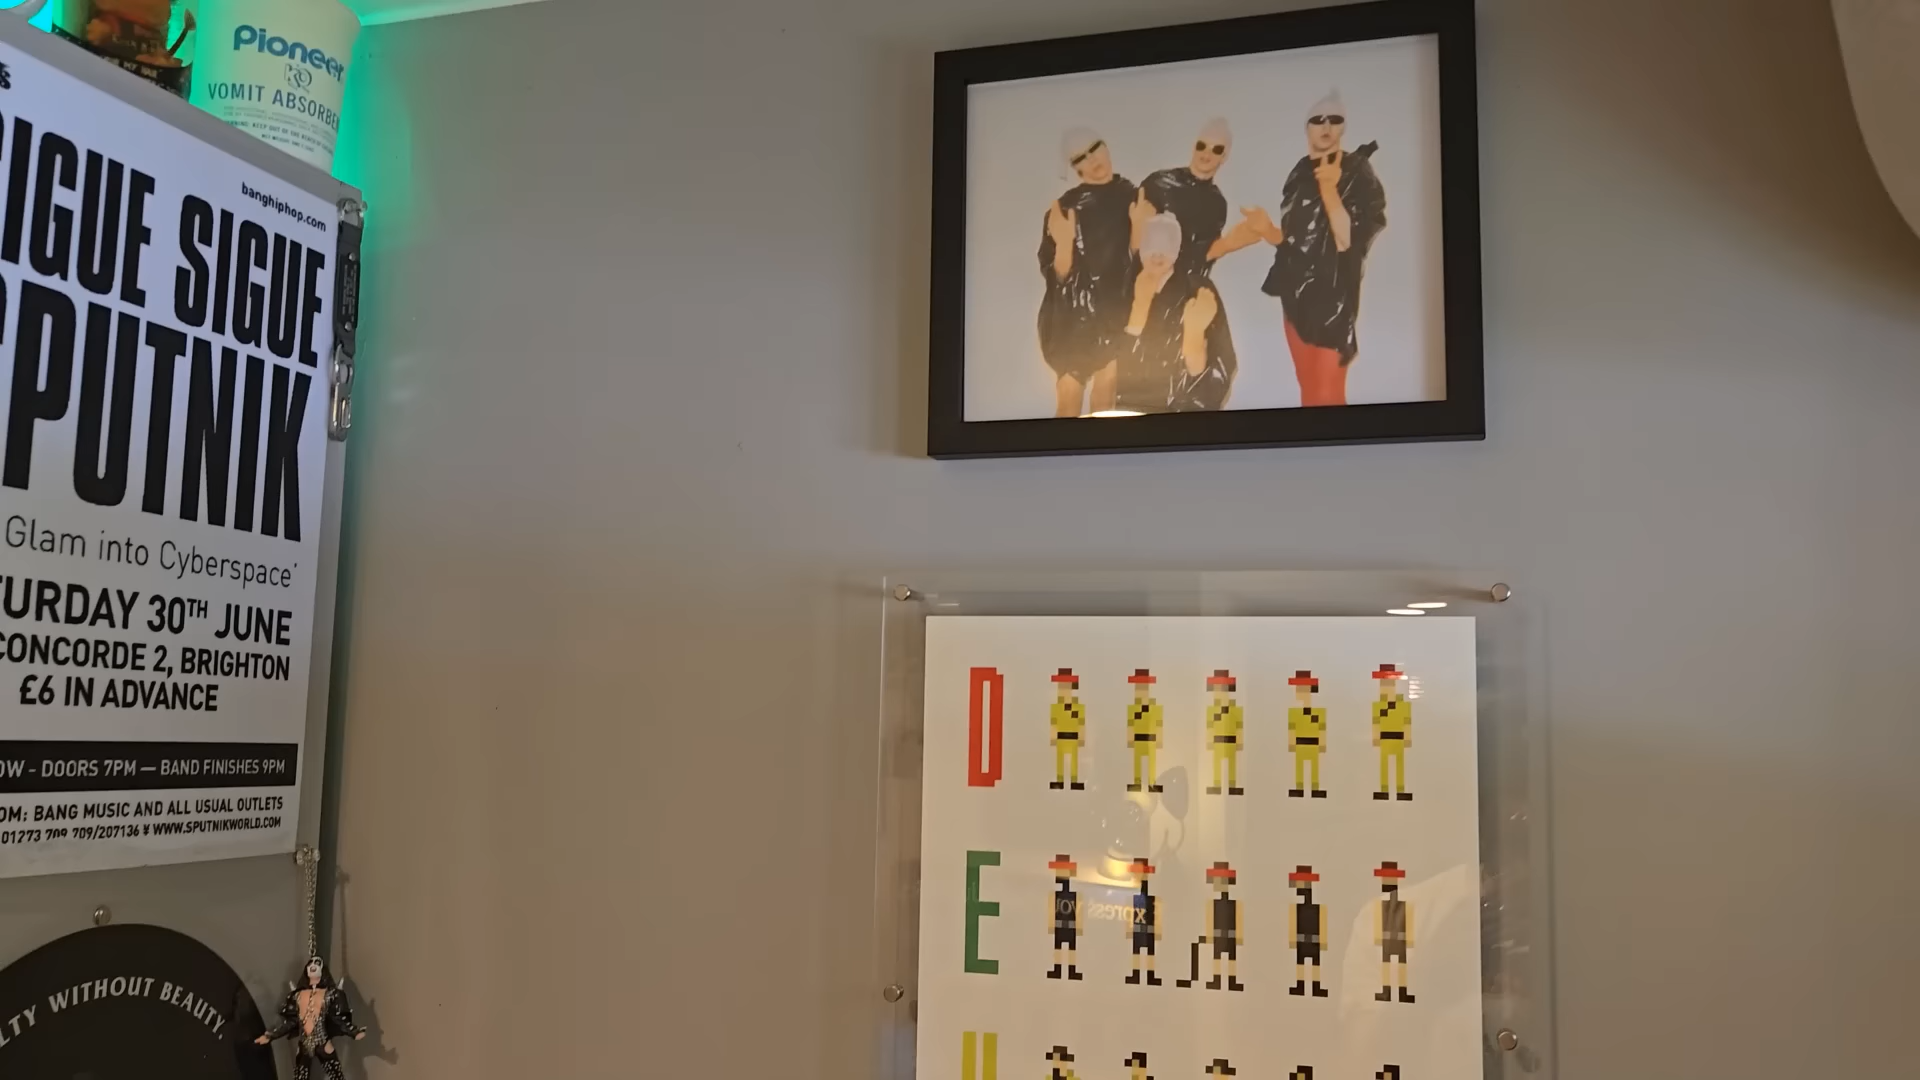 Pioneer
VOMIT ABSORBE
banghiphop.com
IGUE SIGUE
PUTNIK
Glam into Cyberspace'
TURDAY 30TH JUNE
CONCORDE 2, BRIGHTON
£6 IN ADVANCE
OW - DOORS 7PM — BAND FINISHES 9PM
OM: BANG MUSIC AND ALL USUAL OUTLETS
01273 709 709/207136 ¥ WWW.SPUTNIKWORLD.COM
LTY WITHOUT BEAUTY.
D
E